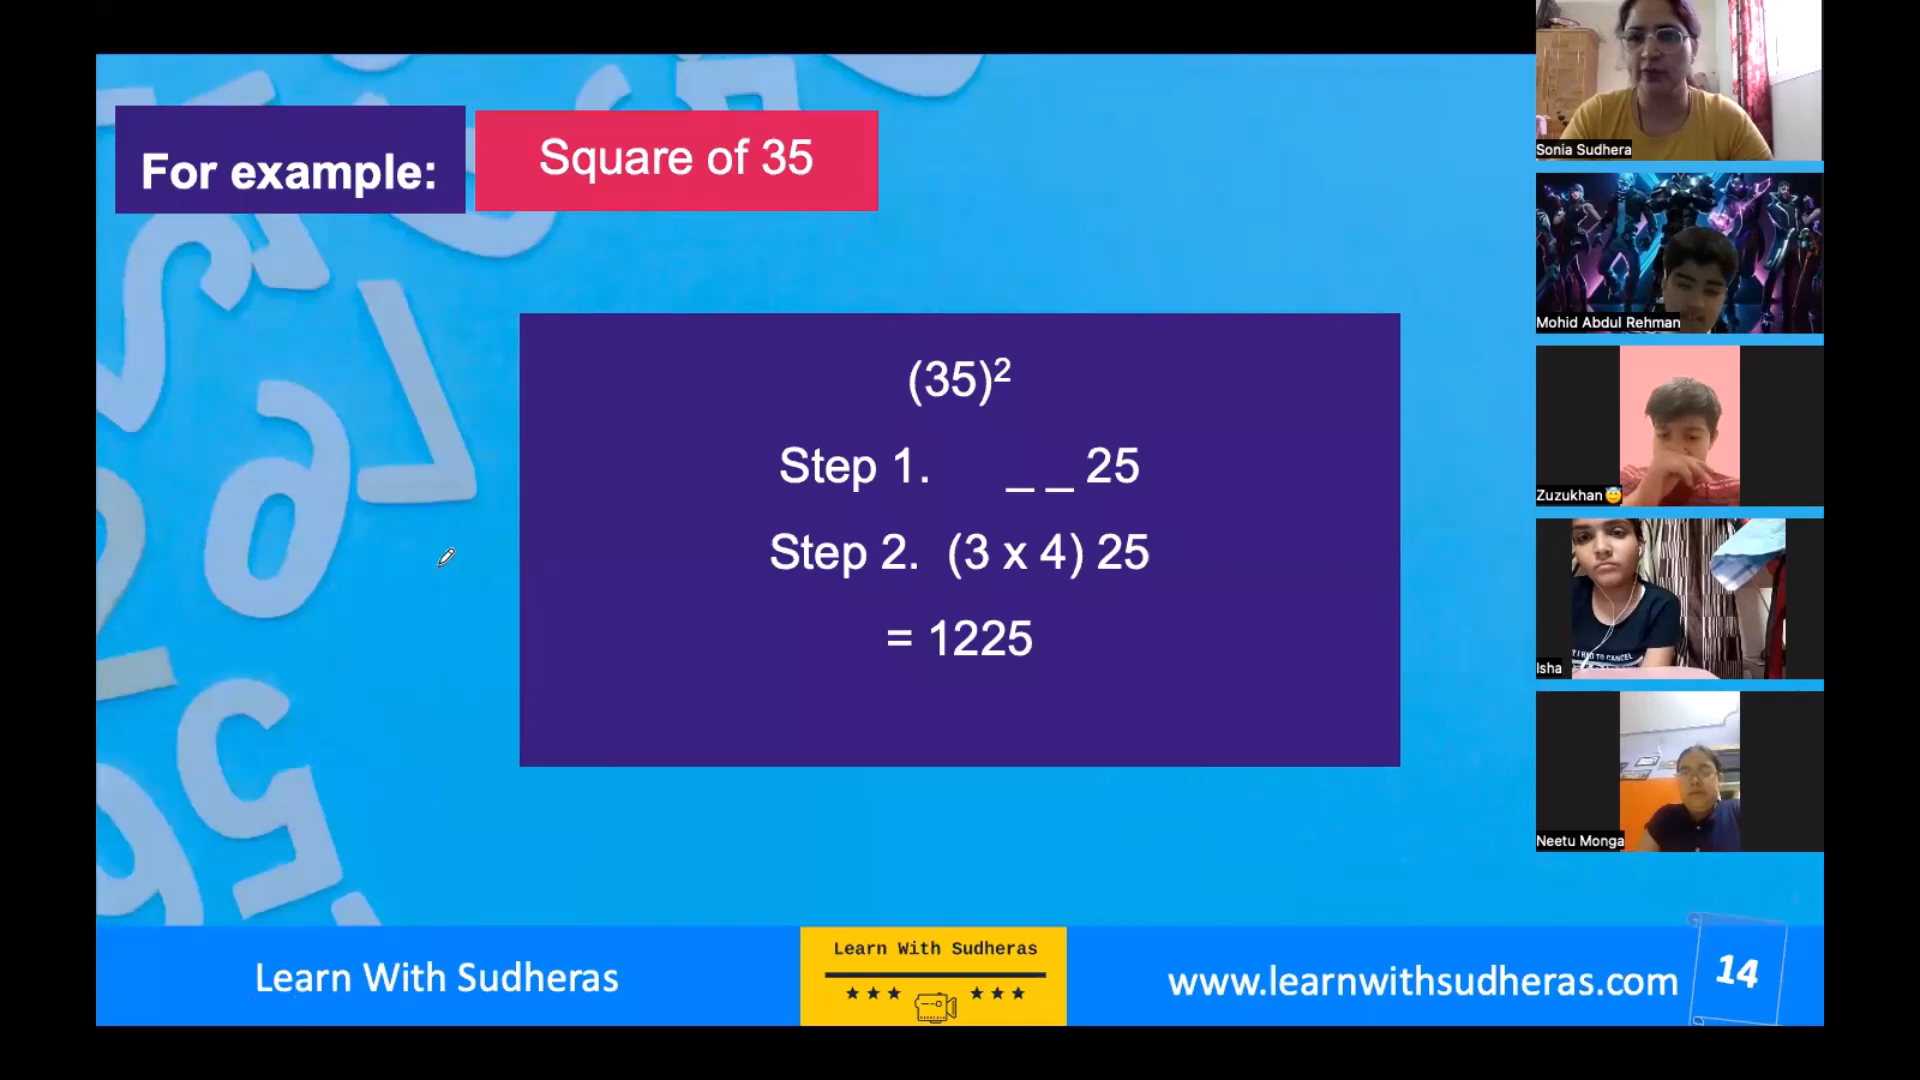 For example:
Square of 35
(35)²
Step 1. _ _ 25
Step 2. (3 x 4) 25
= 1225
Sonia Sudhera
Mohid Abdul Rehman
Zuzukhan😇
Isha
Neetu Monga
Learn With Sudheras
Learn With Sudheras
www.learnwithsudheras.com
14